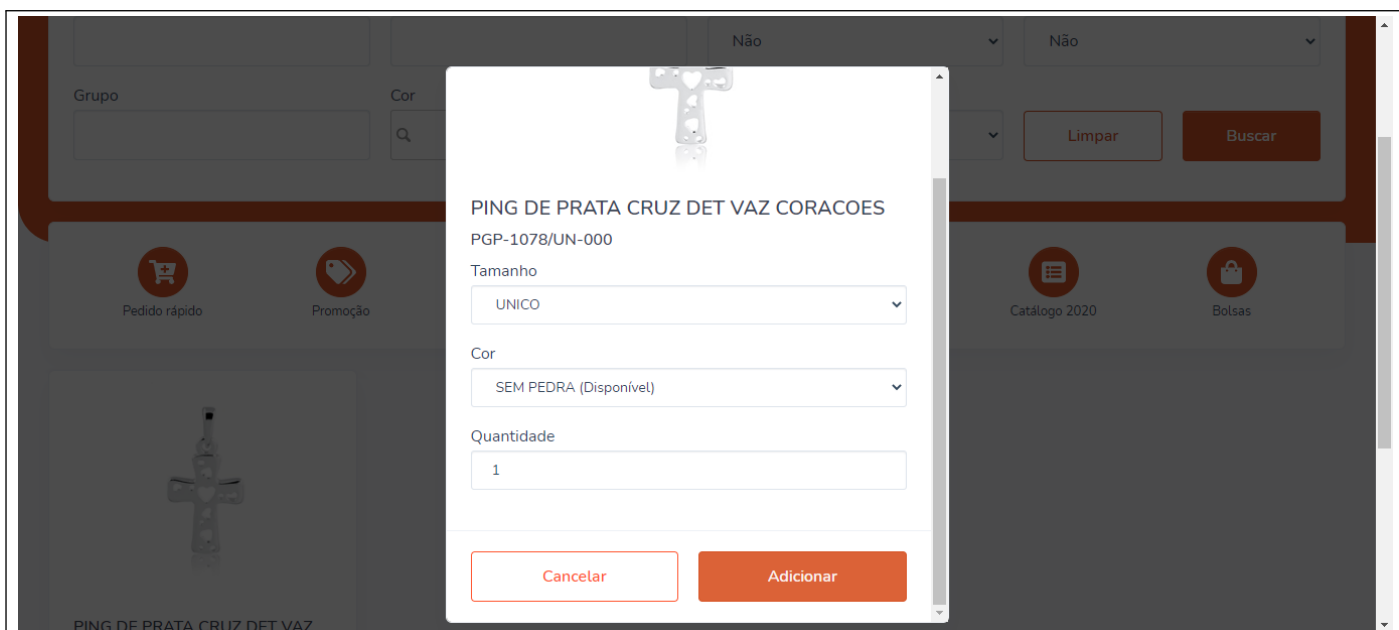 Não
Não
Grupo
Cor
Limpar
Buscar
PING DE PRATA CRUZ DET VAZ CORACOES
PGP-1078/UN-000
Tamanho
UNICO
Cor
SEM PEDRA (Disponível)
Quantidade
1
Cancelar
Adicionar
Pedido rápido
Promoção
Catálogo 2020
Bolsas
PING DE PRATA CRUZ DET VAZ